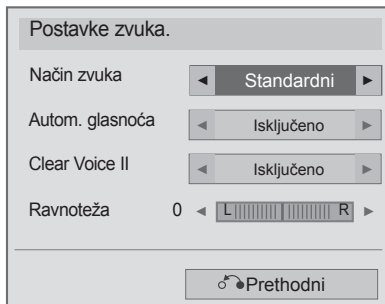 Postavke zvuka.
Način zvuka ◄ Standardni ►
Autom. glasnoća ◄ Isključeno ►
Clear Voice II ◄ Isključeno ►
Ravnoteža 0 ◄ L R ►
Prethodni